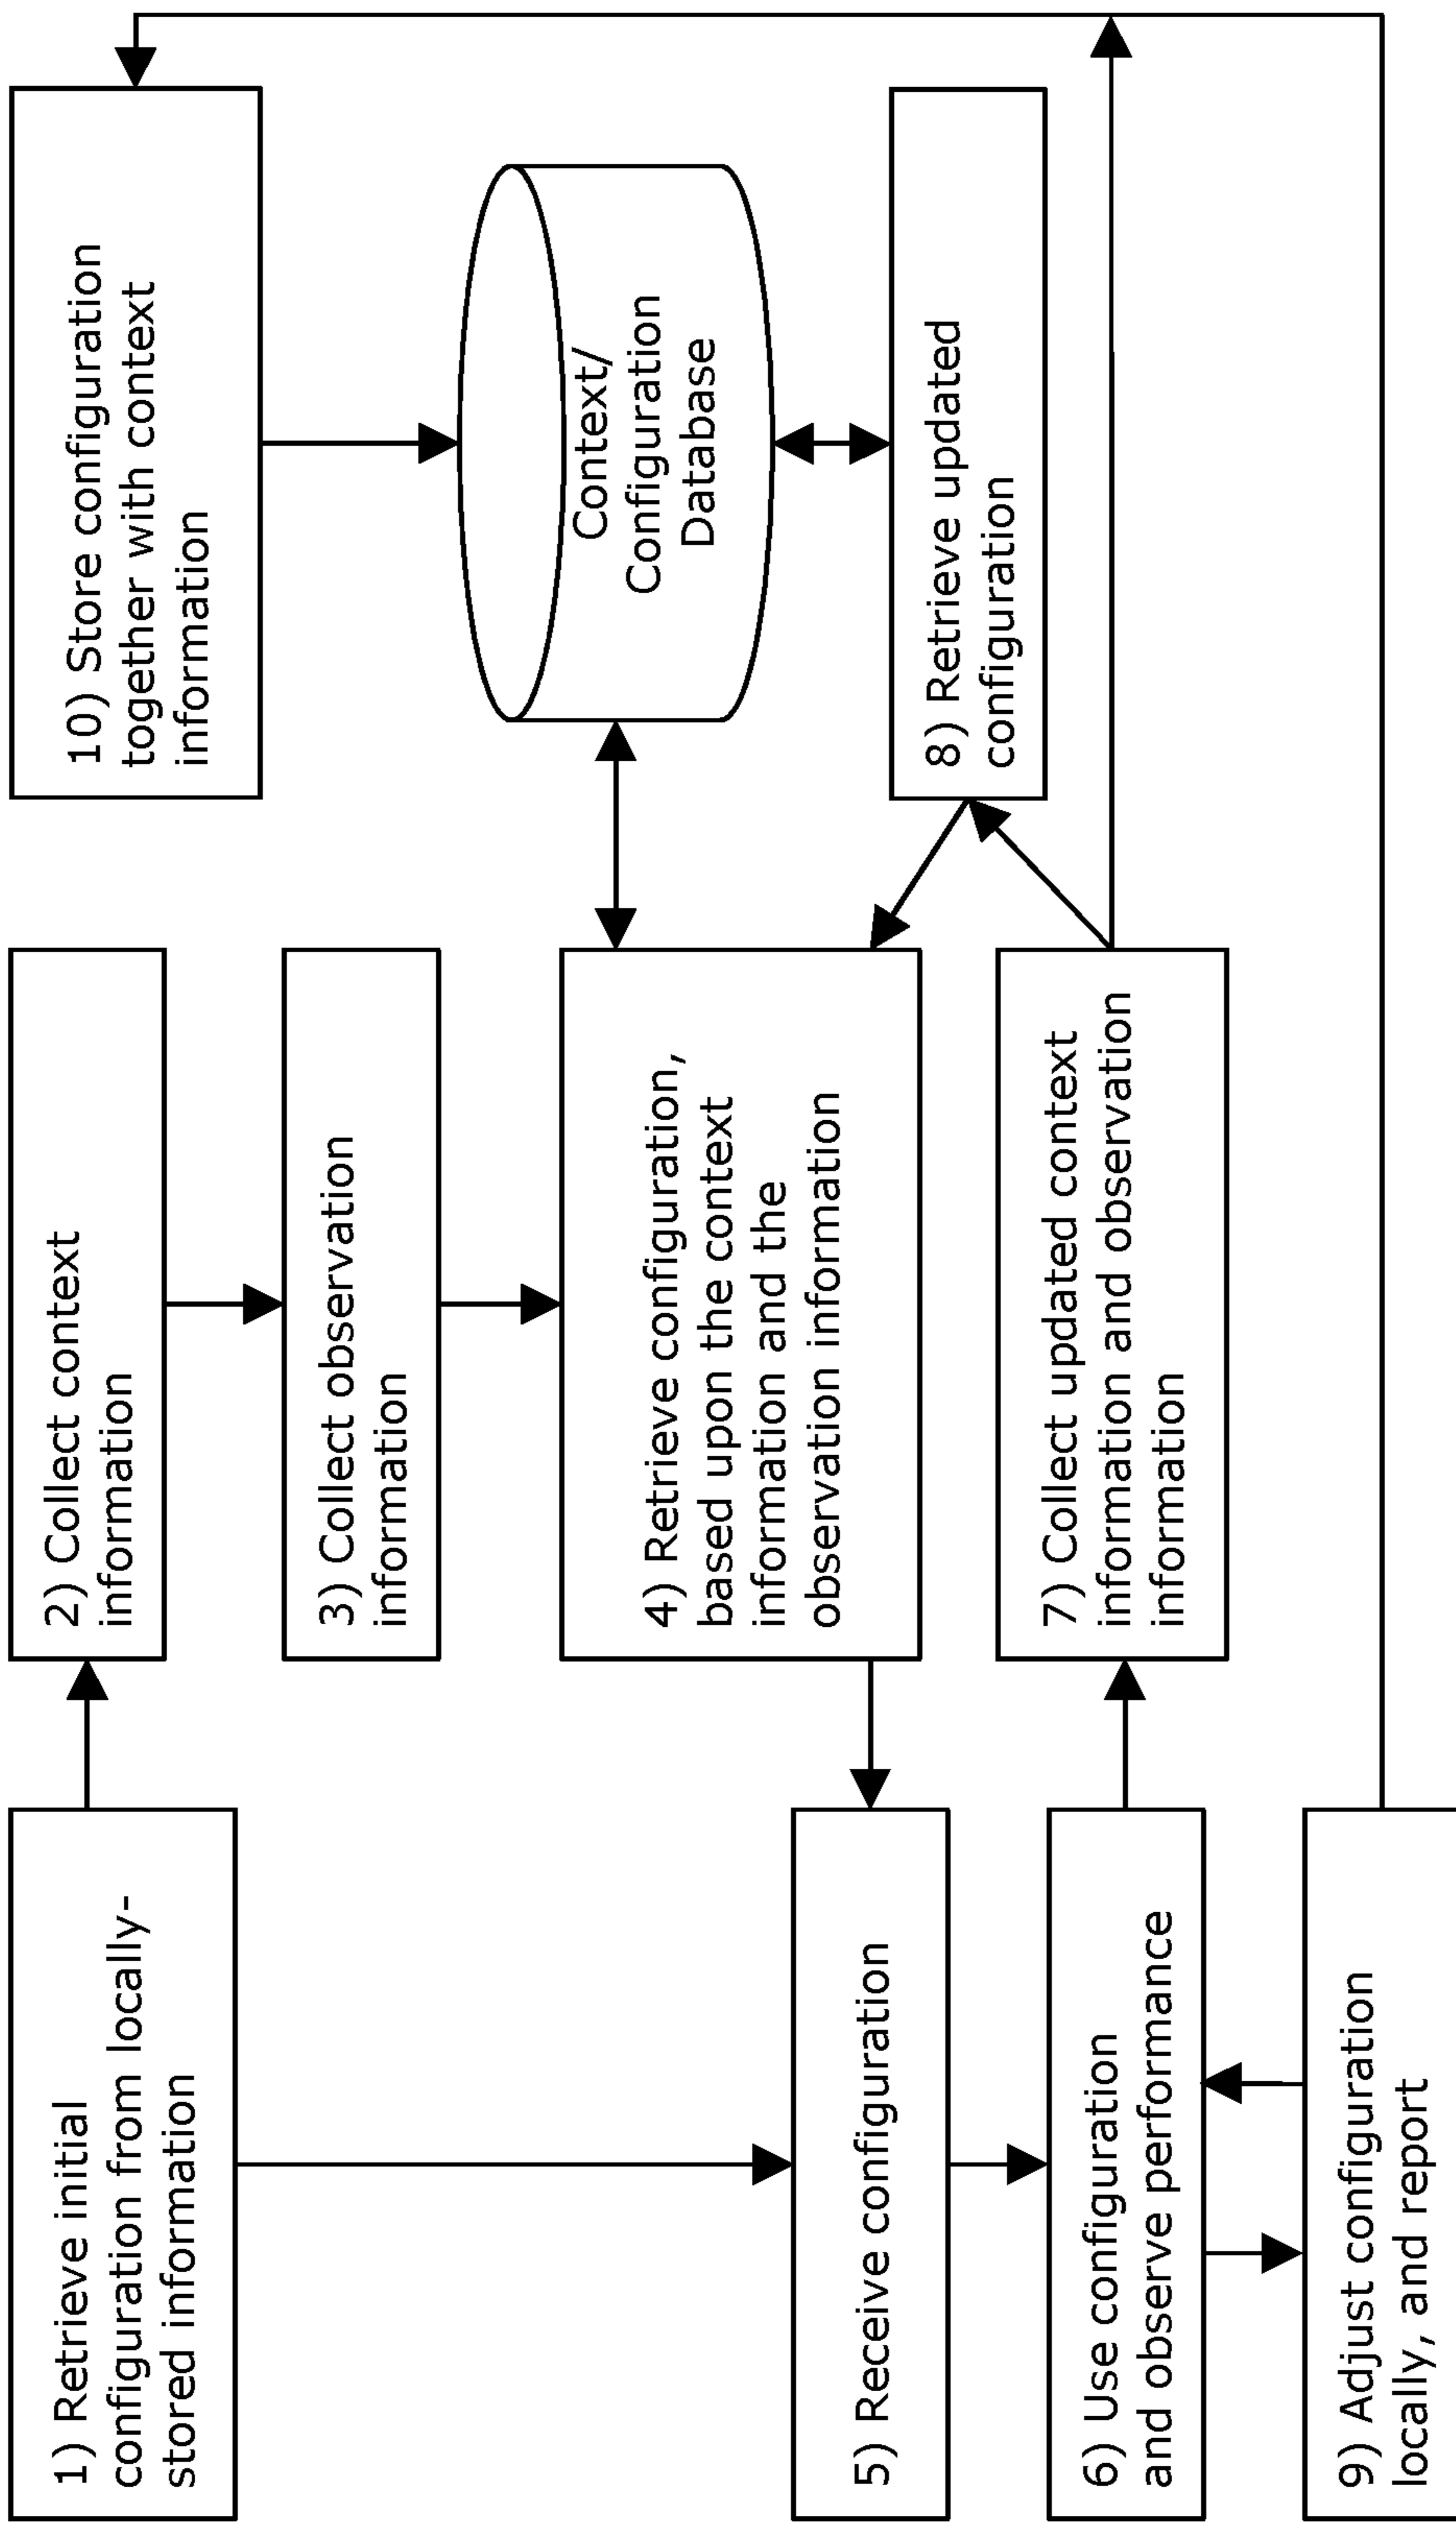 1) Retrieve initial
configuration from locally-
stored information
2) Collect context
information
3) Collect observation
information
4) Retrieve configuration,
based upon the context
information and the
observation information
5) Receive configuration
6) Use configuration
and observe performance
7) Collect updated context
information and observation
information
8) Retrieve updated
configuration
9) Adjust configuration
locally, and report
10) Store configuration
together with context
information
Context/
Configuration
Database